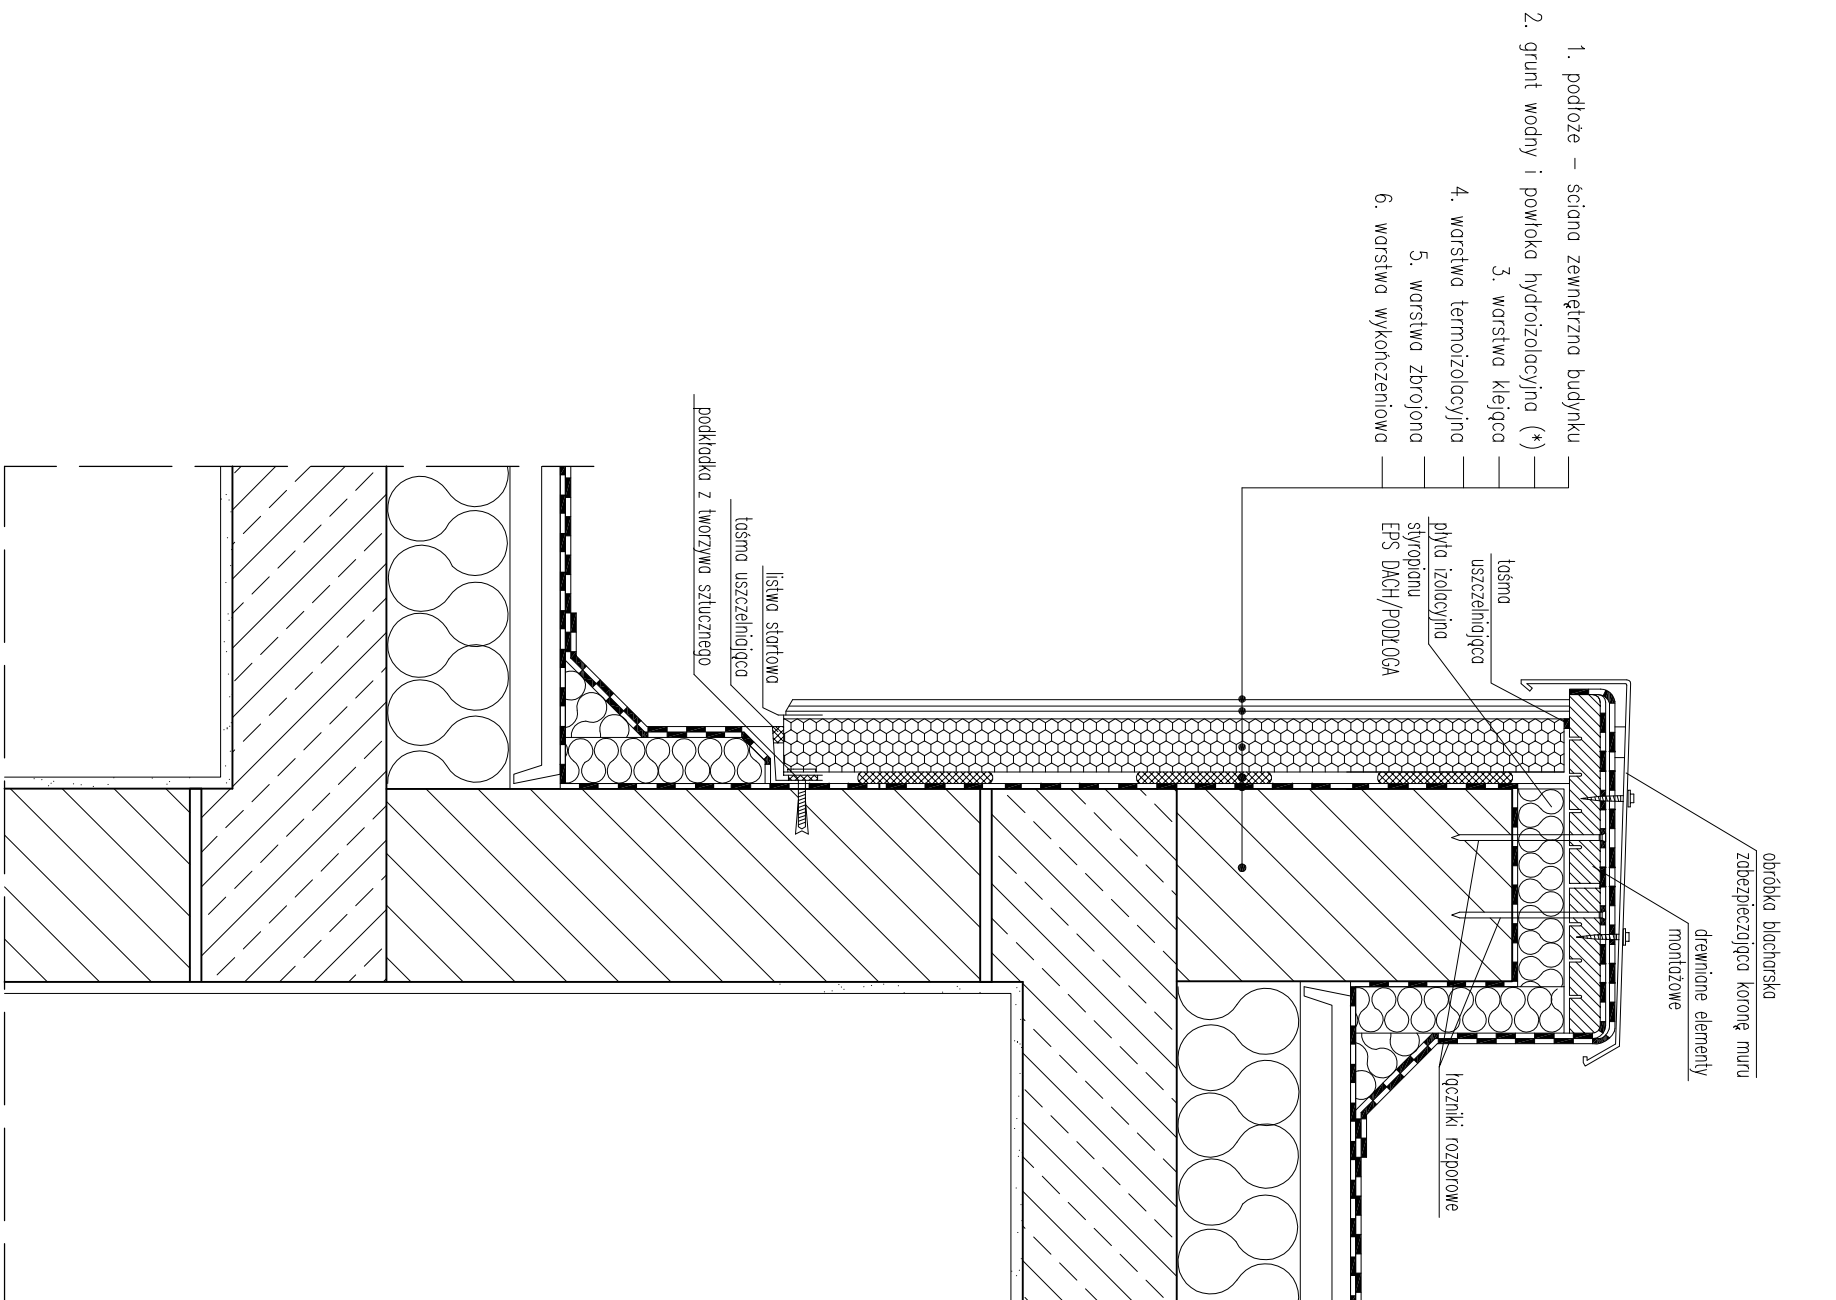 1. podłoże – ściana zewnętrzna budynku
2. grunt wodny i powłoka hydroizolacyjna (*)
3. warstwa klejąca
4. warstwa termoizolacyjna
5. warstwa zbrojona
6. warstwa wykończeniowa
obróbka blacharska
zabezpieczająca koronę muru
drewniane elementy
montażowe
taśma
uszczelniająca
płyta izolacyjna
styropianu
EPS DACH/PODŁOGA
łączniki rozporowe
listwa startowa
taśma uszczelniająca
podkładka z tworzywa sztucznego